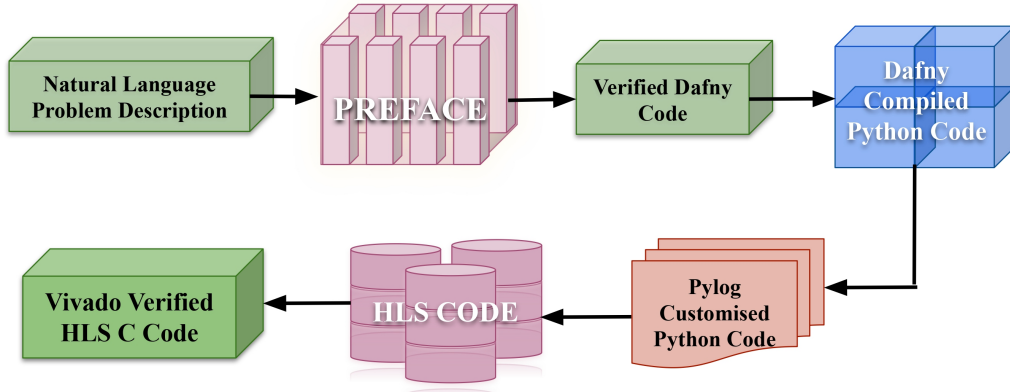 Natural Language
Problem Description
PREFACE
Verified Dafny
Code
Dafny
Compiled
Python Code
Vivado Verified
HLS C Code
HLS CODE
Pylog
Customised
Python Code